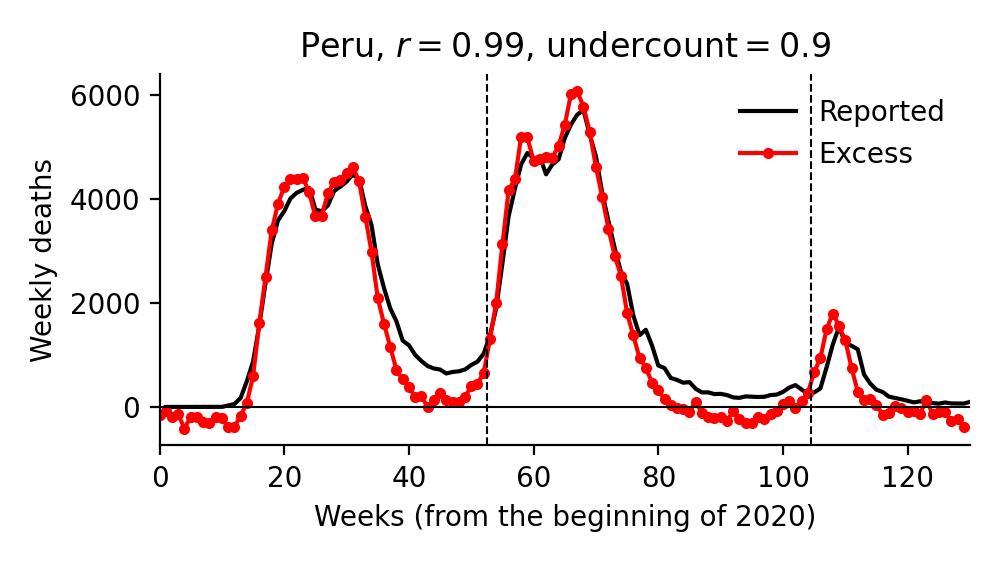 Peru, r = 0.99, undercount = 0.9
Reported
Excess
Weekly deaths
6000
4000
2000
0
0 20 40 60 80 100 120
Weeks (from the beginning of 2020)